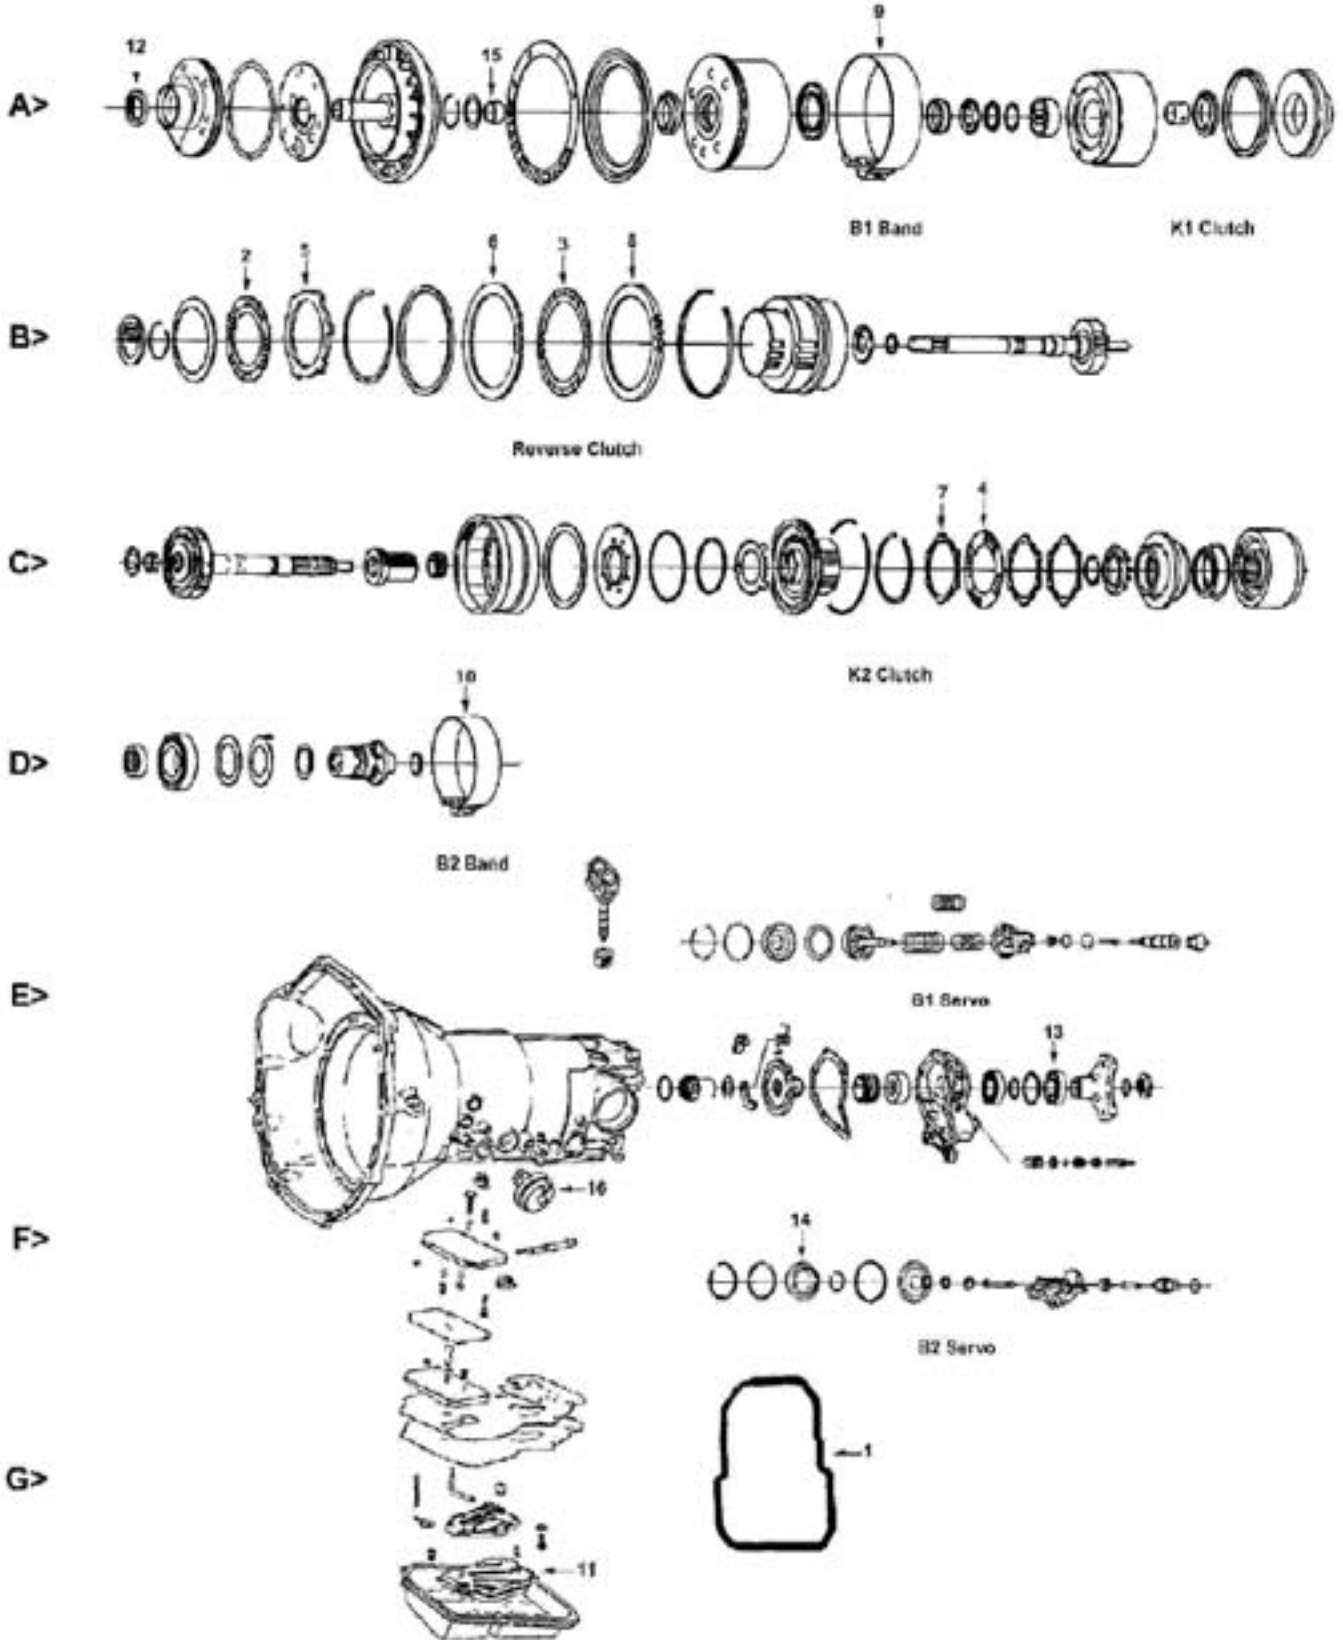 9
12
15
A>
B1 Band
K1 Clutch
2
5
6
3
8
B>
Reverse Clutch
7
4
C>
K2 Clutch
10
D>
B2 Band
E>
B1 Servo
13
16
F>
14
B2 Servo
1
G>
11